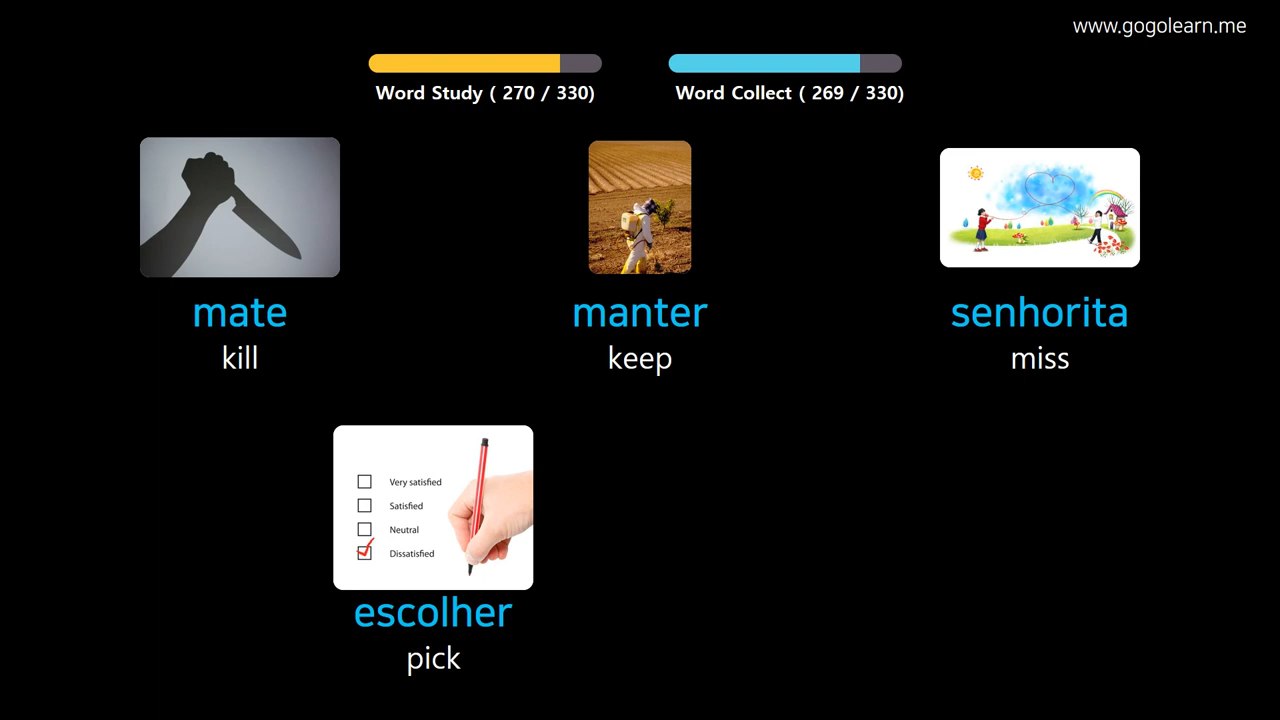 www.gogolearn.me
Word Study ( 270 / 330)
Word Collect ( 269 / 330)
mate
kill
manter
keep
senhorita
miss
Very satisfied
Satisfied
Neutral
Dissatisfied
escolher
pick